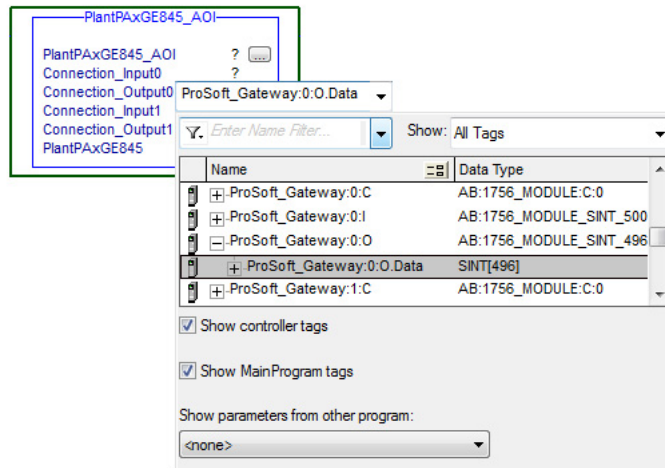 PlantPAxGE845_AOI
PlantPAxGE845_AOI ? ...
Connection_Input0 ?
Connection_Output0
Connection_Input1
Connection_Output1
PlantPAxGE845
ProSoft_Gateway:0:O.Data
Enter Name Filter... Show: All Tags
Name Data Type
ProSoft_Gateway:0:C AB:1756_MODULE:C:0
ProSoft_Gateway:0:I AB:1756_MODULE_SINT_500
ProSoft_Gateway:0:O AB:1756_MODULE_SINT_496
ProSoft_Gateway:0:O.Data SINT[496]
ProSoft_Gateway:1:C AB:1756_MODULE:C:0
Show controller tags
Show MainProgram tags
Show parameters from other program:
<none>